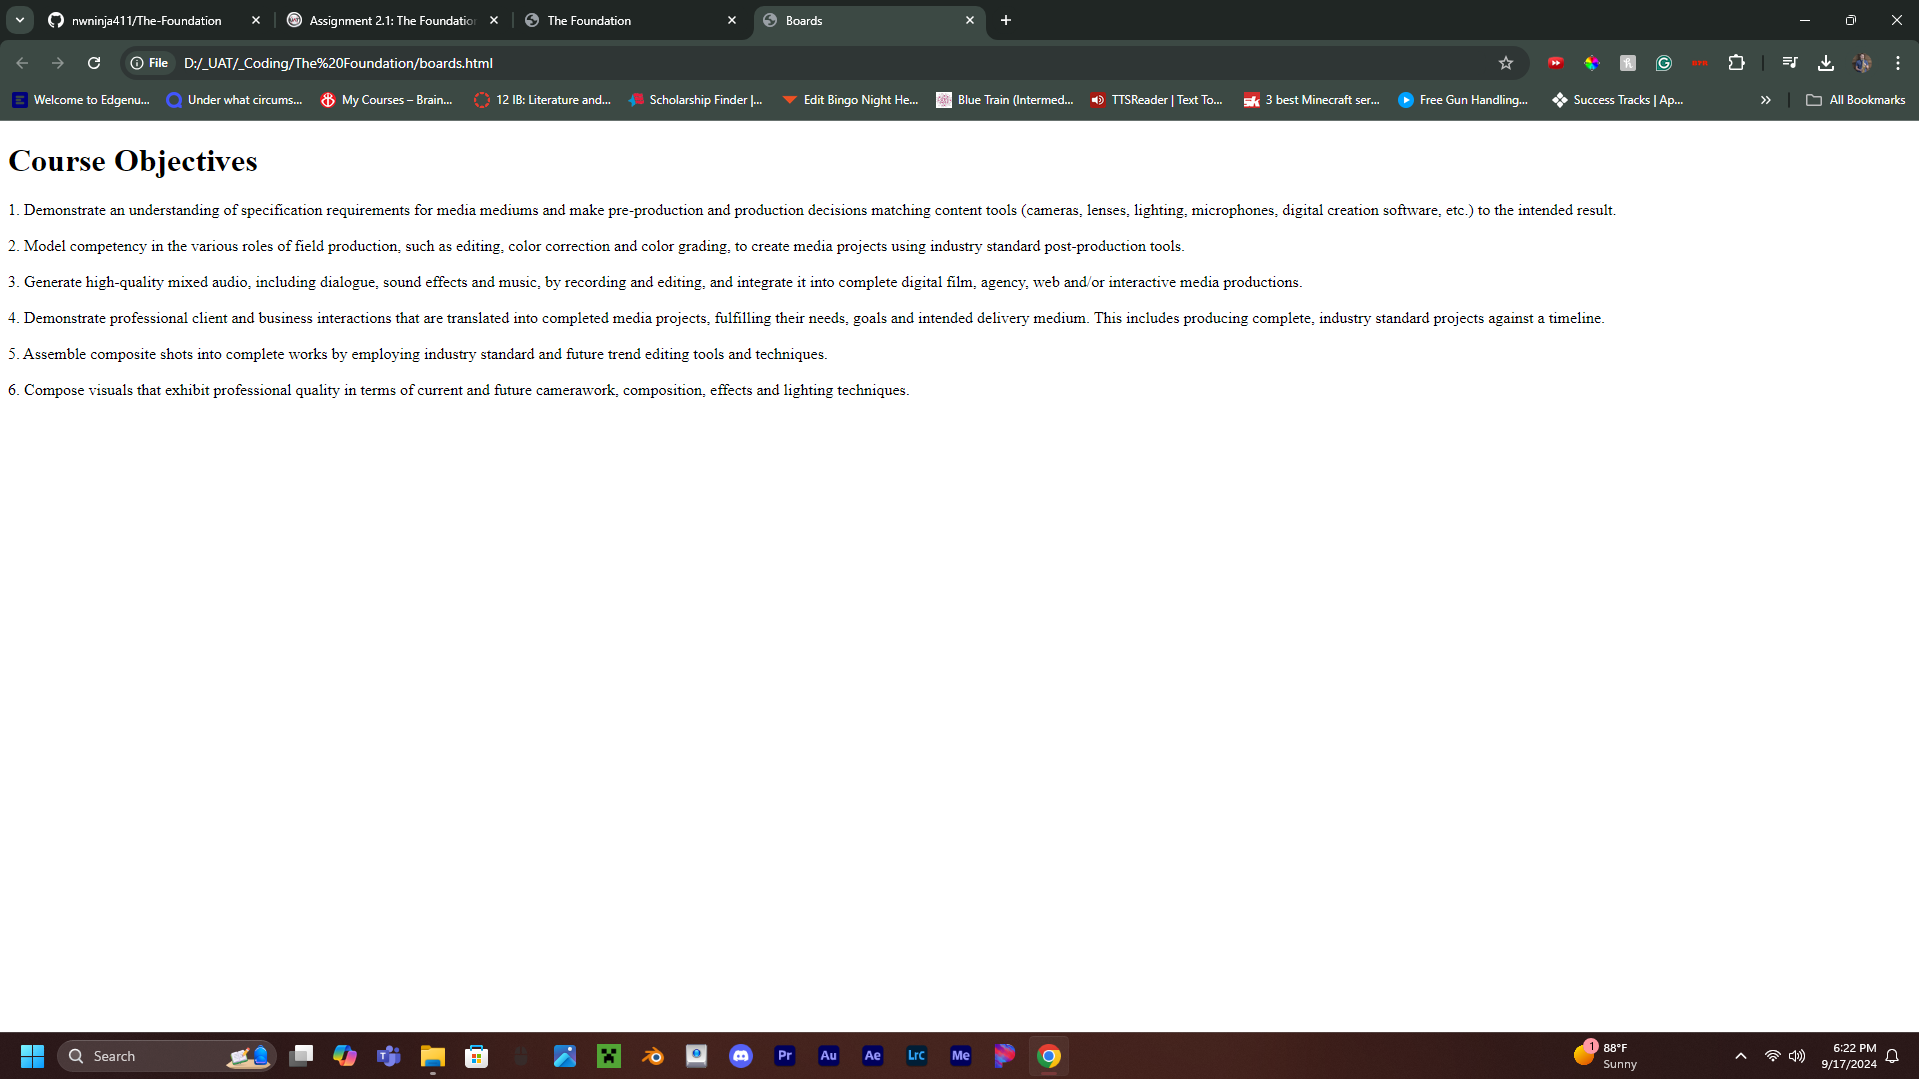 nwninja411/The-Foundation
Assignment 2.1: The Foundation
The Foundation
Boards
File D:/_UAT/_Coding/The%20Foundation/boards.html
Welcome to Edgenu...
Under what circums...
My Courses – Brain...
12 IB: Literature and...
Scholarship Finder |...
Edit Bingo Night He...
Blue Train (Intermed...
TTSReader | Text To...
3 best Minecraft ser...
Free Gun Handling...
Success Tracks | Ap...
All Bookmarks
Course Objectives
1. Demonstrate an understanding of specification requirements for media mediums and make pre-production and production decisions matching content tools (cameras, lenses, lighting, microphones, digital creation software, etc.) to the intended result.
2. Model competency in the various roles of field production, such as editing, color correction and color grading, to create media projects using industry standard post-production tools.
3. Generate high-quality mixed audio, including dialogue, sound effects and music, by recording and editing, and integrate it into complete digital film, agency, web and/or interactive media productions.
4. Demonstrate professional client and business interactions that are translated into completed media projects, fulfilling their needs, goals and intended delivery medium. This includes producing complete, industry standard projects against a timeline.
5. Assemble composite shots into complete works by employing industry standard and future trend editing tools and techniques.
6. Compose visuals that exhibit professional quality in terms of current and future camerawork, composition, effects and lighting techniques.
Search
Pr
Au
Ae
LrC
Me
1
88°F
Sunny
6:22 PM
9/17/2024